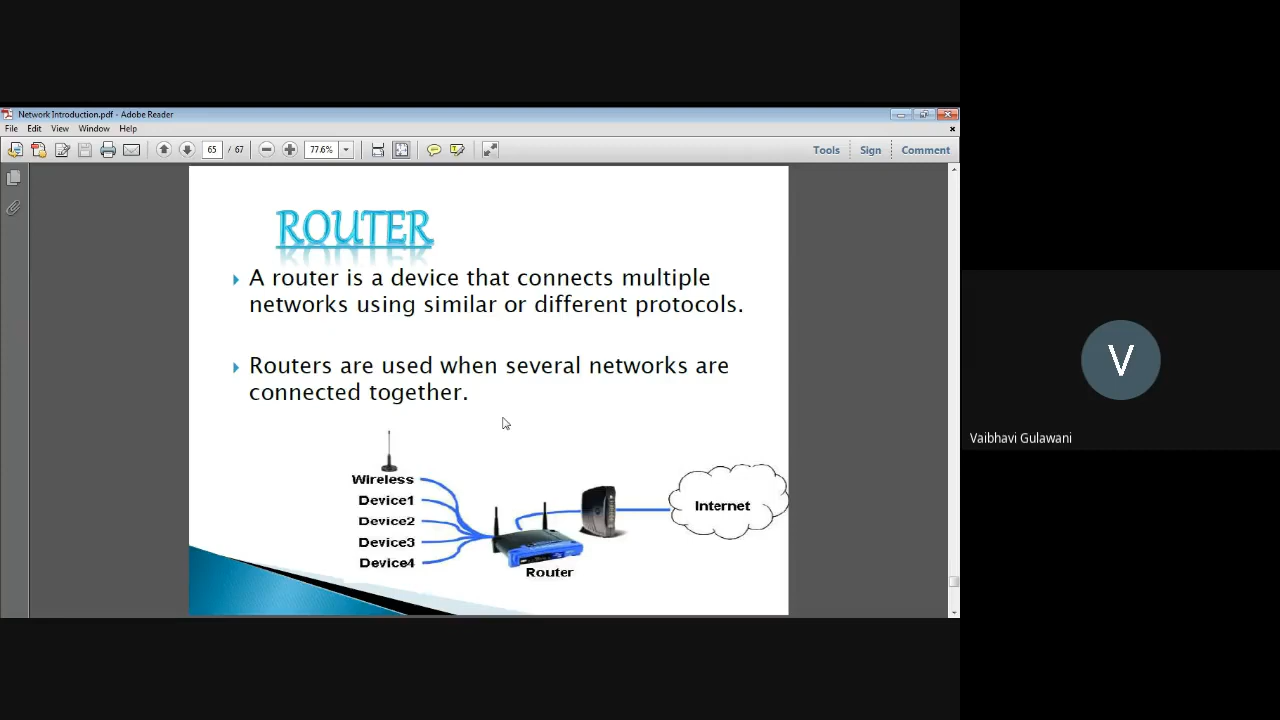 Network Introduction.pdf - Adobe Reader
File Edit View Window Help
65 / 67 77.6% Tools Sign Comment
ROUTER
A router is a device that connects multiple
networks using similar or different protocols.
Routers are used when several networks are
connected together.
Wireless
Device1
Device2
Device3
Device4
Router
Internet
V
Vaibhavi Gulawani